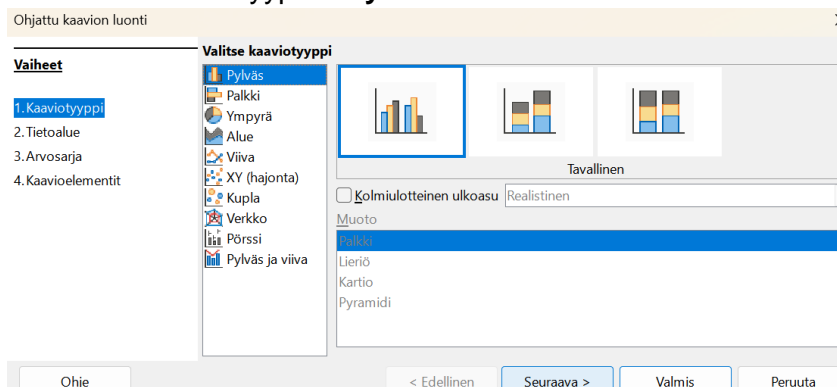 Ohjattu kaavion luonti
Vaiheet
1.Kaaviotyyppi
2.Tietoalue
3.Arvosarja
4.Kaavioelementit
Valitse kaaviotyyppi
Pylväs
Palkki
Ympyrä
Alue
Viiva
XY (hajonta)
Kupla
Verkko
Pörssi
Pylväs ja viiva
Tavallinen
Kolmiulotteinen ulkoasu Realistinen
Muoto
Palkki
Lieriö
Kartio
Pyramidi
Ohje
< Edellinen
Seuraava >
Valmis
Peruuta